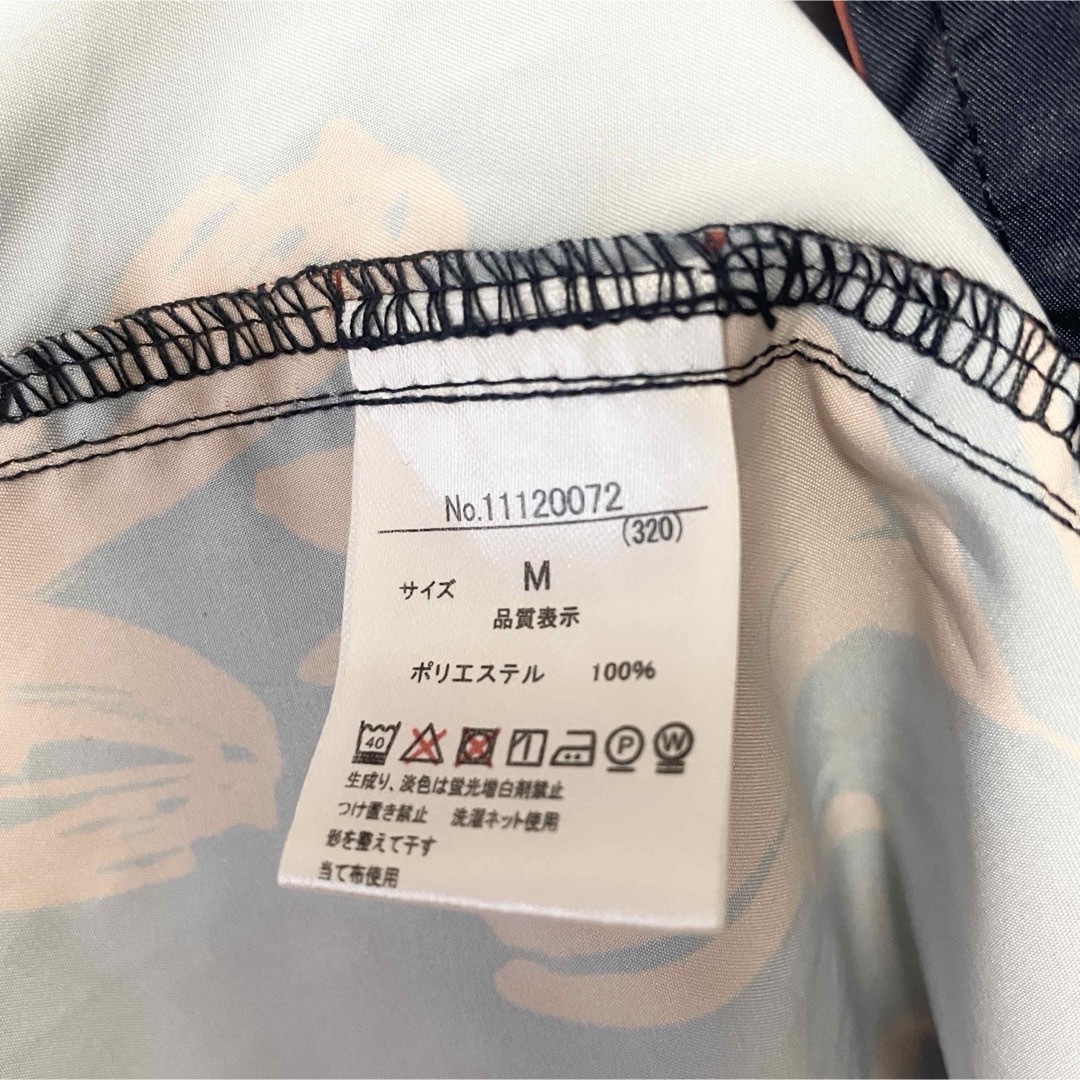 No.11120072
(320)
サイズ M
品質表示
ポリエステル 100%
40 P W
生成り、淡色は蛍光増白剤禁止
つけ置き禁止 洗濯ネット使用
形を整えて干す
当て布使用